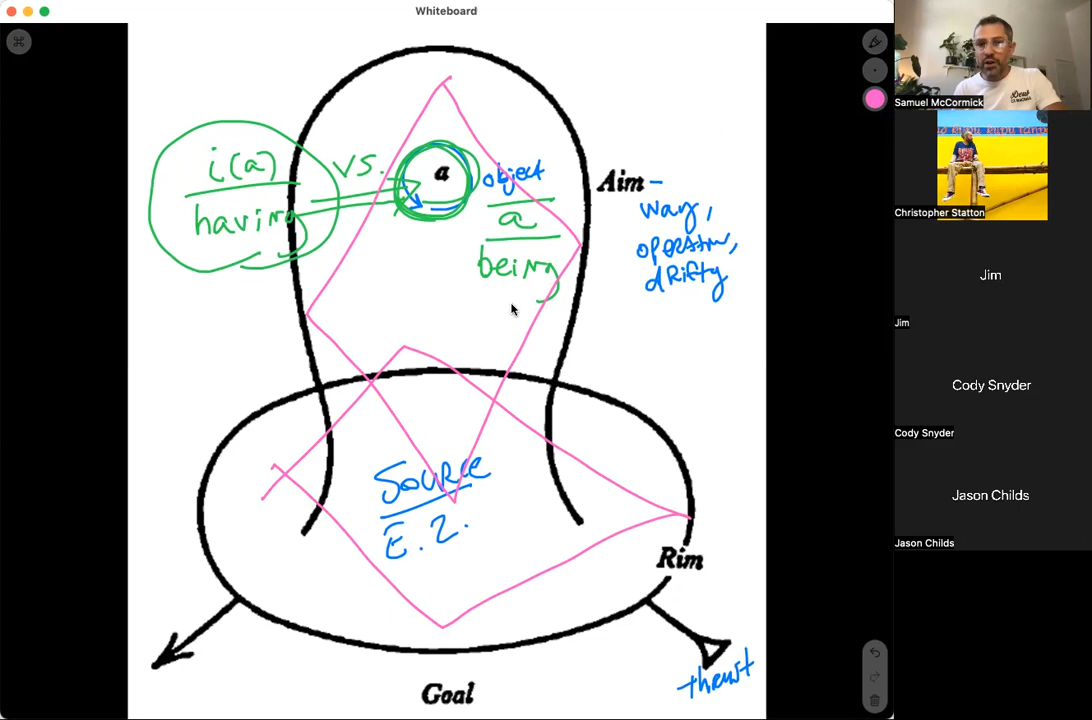 Whiteboard
i(a)
having
vs.
a
object
a
being
Aim
way,
operation,
drifty
Source
E.Z.
Rim
thrust
Goal
Samuel McCormick
Christopher Statton
Jim
Jim
Cody Snyder
Cody Snyder
Jason Childs
Jason Childs